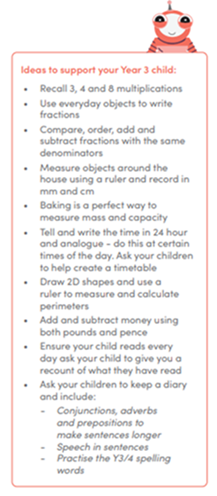 Ideas to support your Year 3 child:
• Recall 3, 4 and 8 multiplications
• Use everyday objects to write
fractions
• Compare, order, add and
subtract fractions with the same
denominators
• Measure objects around the
house using a ruler and record in
mm and cm
• Baking is a perfect way to
measure mass and capacity
• Tell and write the time in 24 hour
and analogue - do this at certain
times of the day. Ask your children
to help create a timetable
• Draw 2D shapes and use a
ruler to measure and calculate
perimeters
• Add and subtract money using
both pounds and pence
• Ensure your child reads every
day ask child to give you a
recount of what they have read
• Ask your children to keep a diary
and include:
- Conjunctions, adverbs
and prepositions to
make sentences longer
- Speech in sentences
- Practise the Y3/4 spelling
words